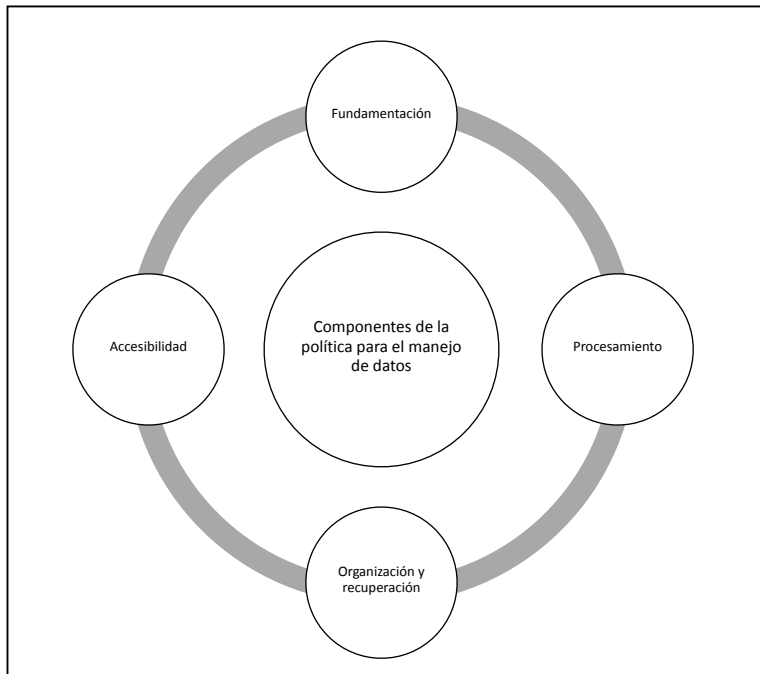 Fundamentación
Accesibilidad
Componentes de la
política para el manejo
de datos
Procesamiento
Organización y
recuperación